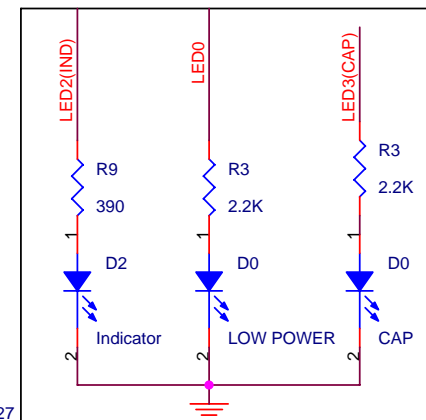 LED2(IND)
LED0
LED3(CAP)
R9
390
R3
2.2K
R3
2.2K
1
1
1
D2
D0
D0
Indicator
LOW POWER
CAP
2
2
2
27